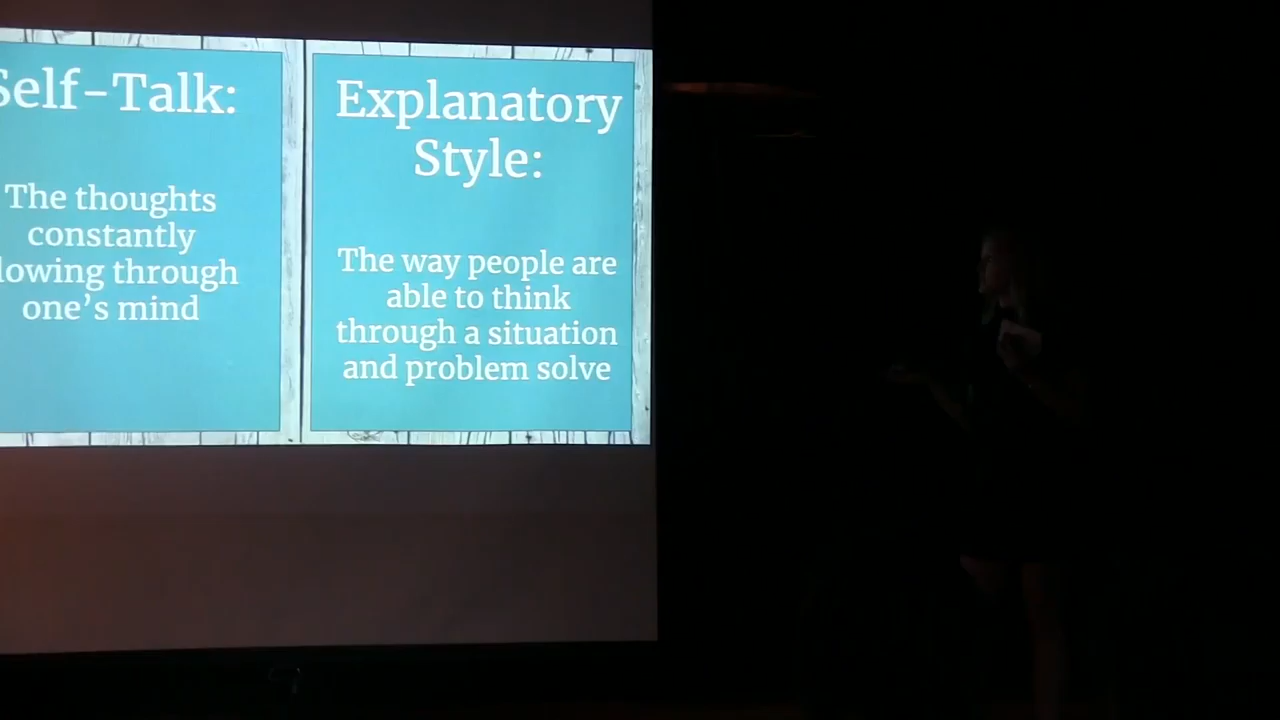 Self-Talk:
The thoughts
constantly
lowing through
one's mind
Explanatory
Style:
The way people are
able to think
through a situation
and problem solve